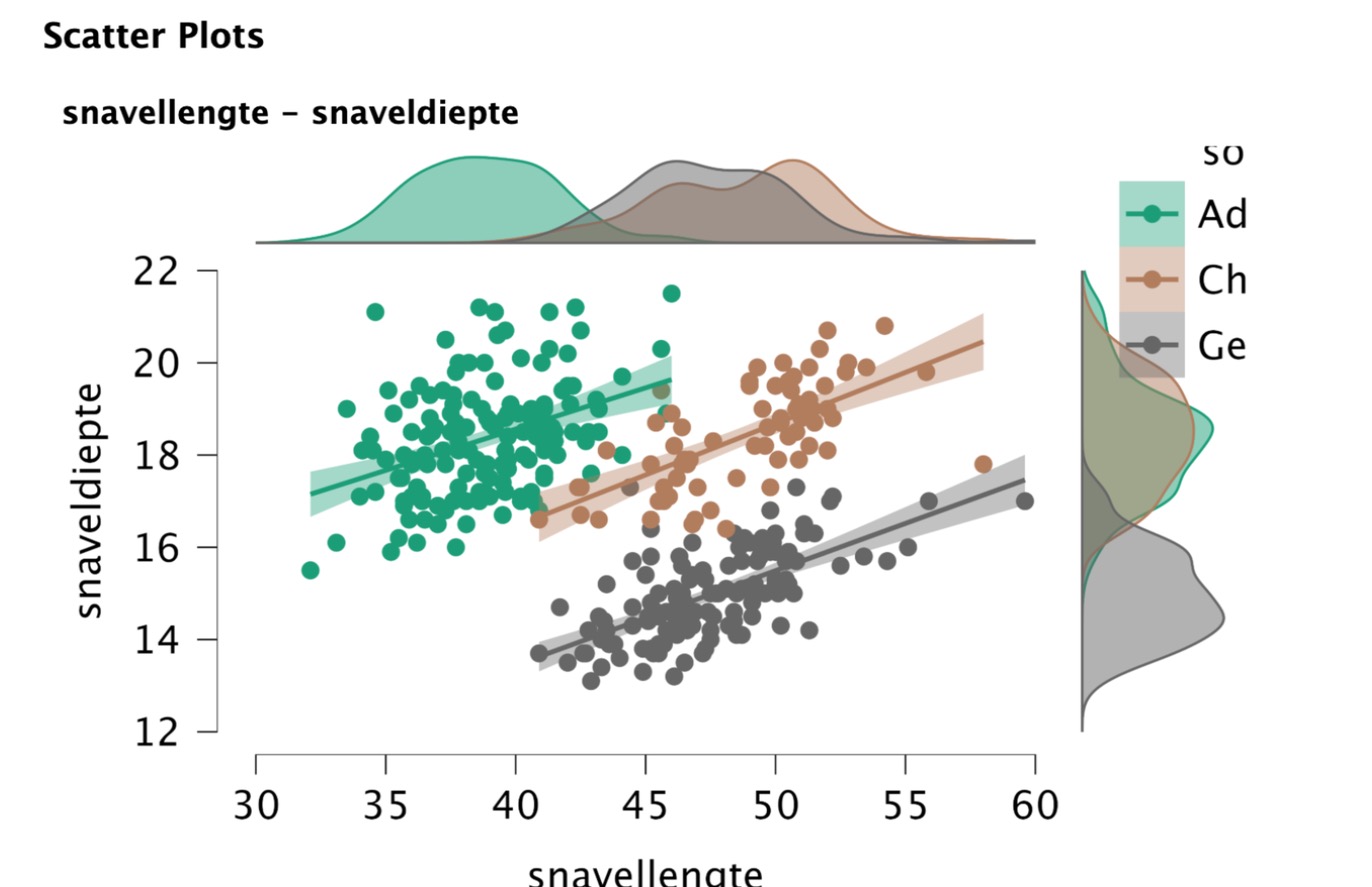 Scatter Plots
snavellengte – snaveldiepte
so
Ad
Ch
Ge
22
20
18
16
14
12
snaveldiepte
30 35 40 45 50 55 60
snavellengte